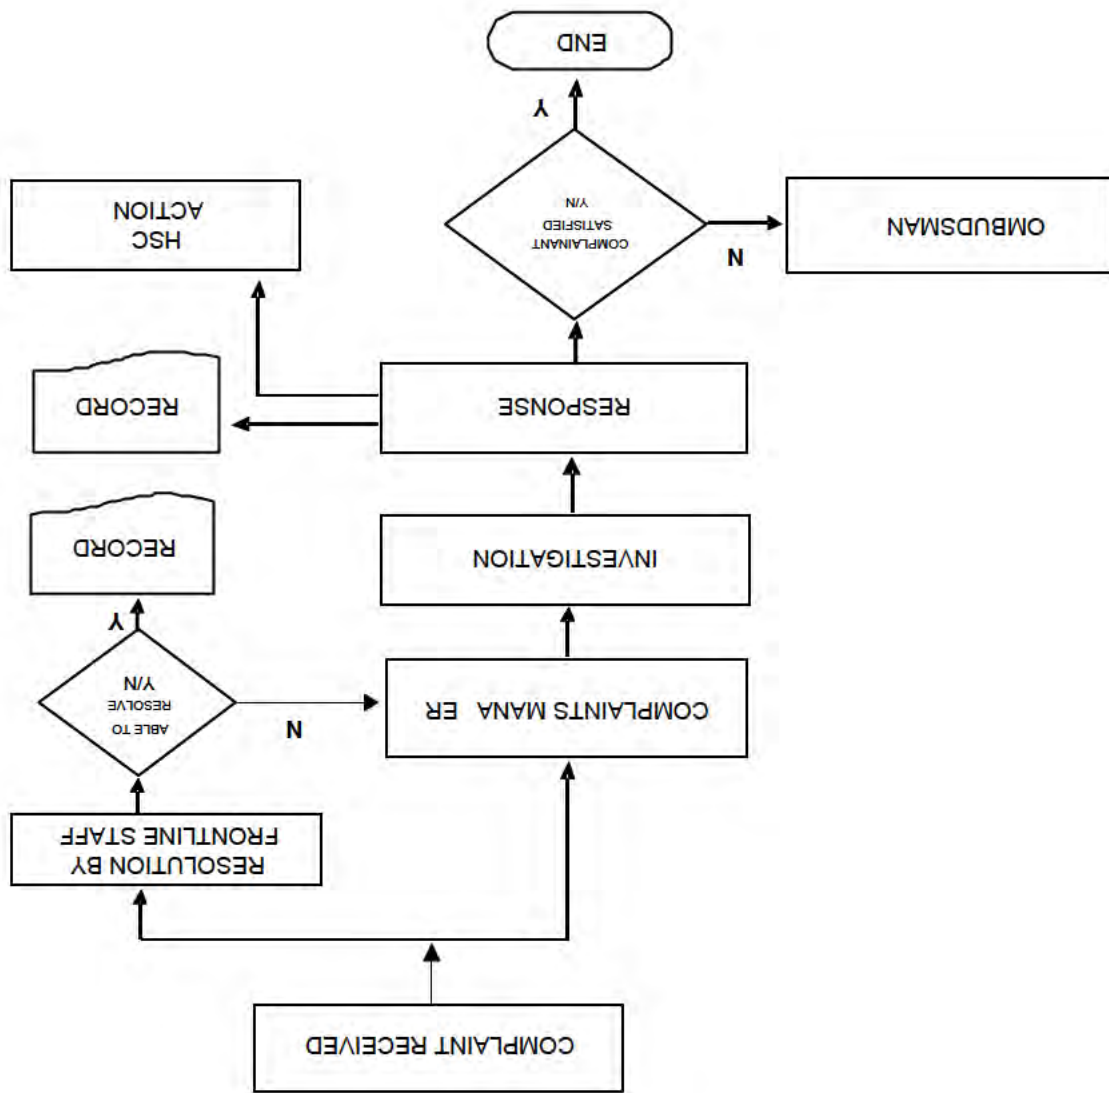 COMPLAINT RECEIVED
RESOLUTION BY
FRONTLINE STAFF
COMPLAINTS MANA ER
N
ABLE TO
RESOLVE
Y/N
Y
INVESTIGATION
RECORD
RESPONSE
RECORD
OMBUDSMAN
N
COMPLAINANT
SATISFIED
Y/N
HSC
ACTION
Y
END